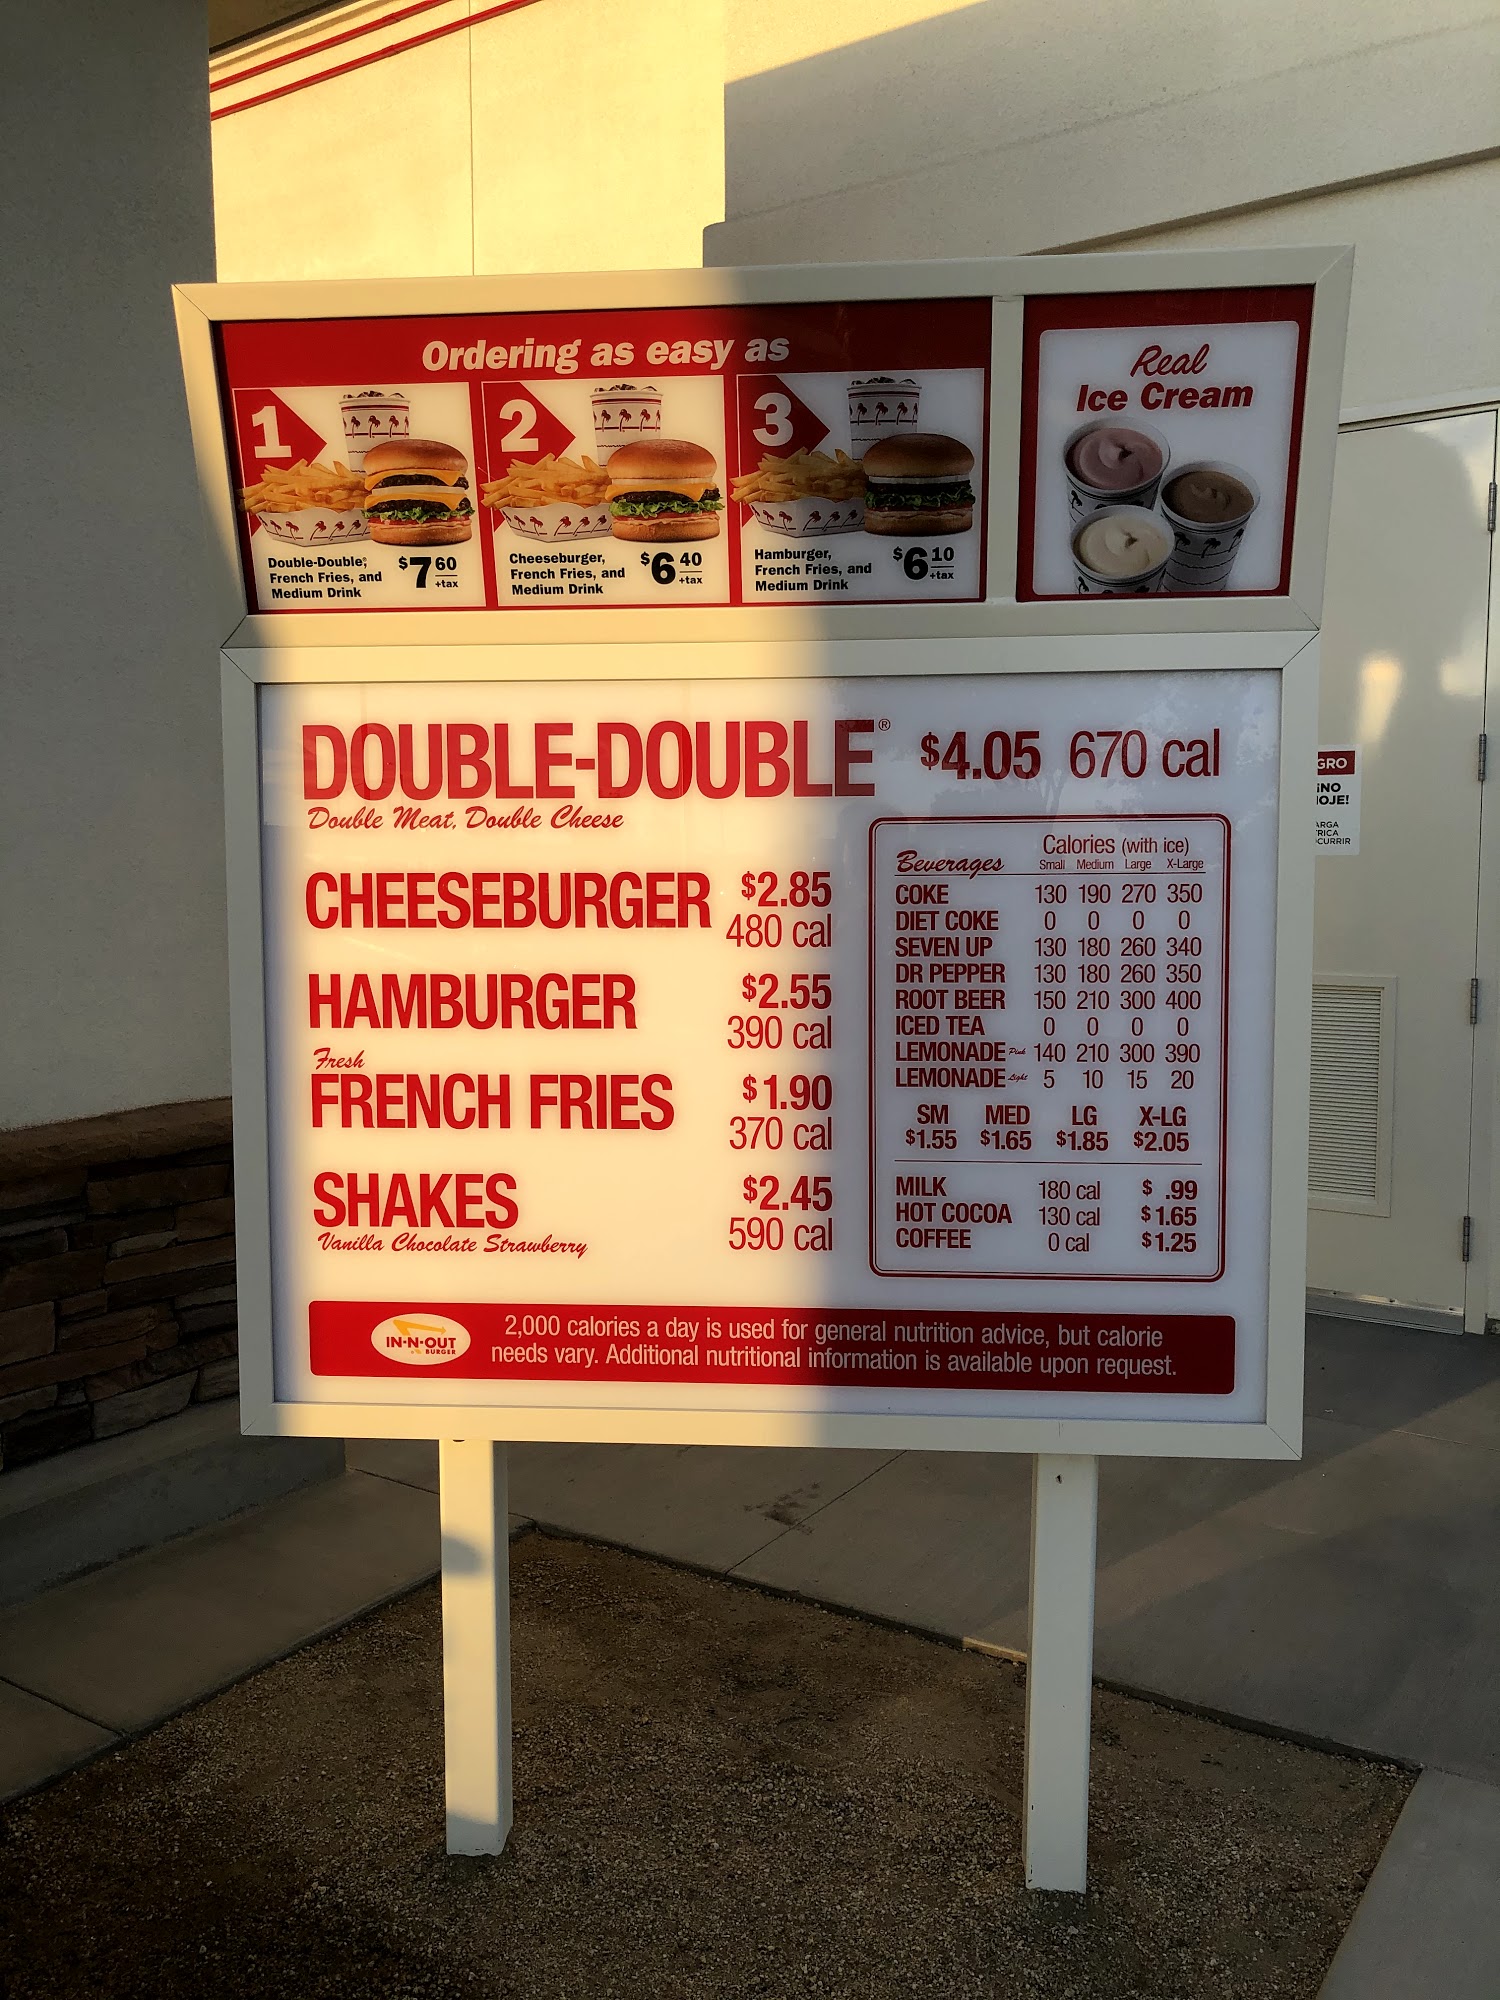 Ordering as easy as
1
Double-Double®,
French Fries, and
Medium Drink
$7 60
+tax
2
Cheeseburger,
French Fries, and
Medium Drink
$6 40
+tax
3
Hamburger,
French Fries, and
Medium Drink
$6 10
+tax
Real
Ice Cream
DOUBLE-DOUBLE® $4.05 670 cal
Double Meat, Double Cheese
CHEESEBURGER $2.85
480 cal
HAMBURGER $2.55
390 cal
Fresh
FRENCH FRIES $1.90
370 cal
SHAKES $2.45
Vanilla Chocolate Strawberry 590 cal
Calories (with ice)
Beverages Small Medium Large X-Large
COKE 130 190 270 350
DIET COKE 0 0 0 0
SEVEN UP 130 180 260 340
DR PEPPER 130 180 260 350
ROOT BEER 150 210 300 400
ICED TEA 0 0 0 0
LEMONADE Pink 140 210 300 390
LEMONADE Light 5 10 15 20
SM MED LG X-LG
$1.55 $1.65 $1.85 $2.05
MILK 180 cal $ .99
HOT COCOA 130 cal $1.65
COFFEE 0 cal $1.25
IN-N-OUT
BURGER
2,000 calories a day is used for general nutrition advice, but calorie
needs vary. Additional nutritional information is available upon request.
GRO
NO
OJE!
ARGA
RICA
CURRIR